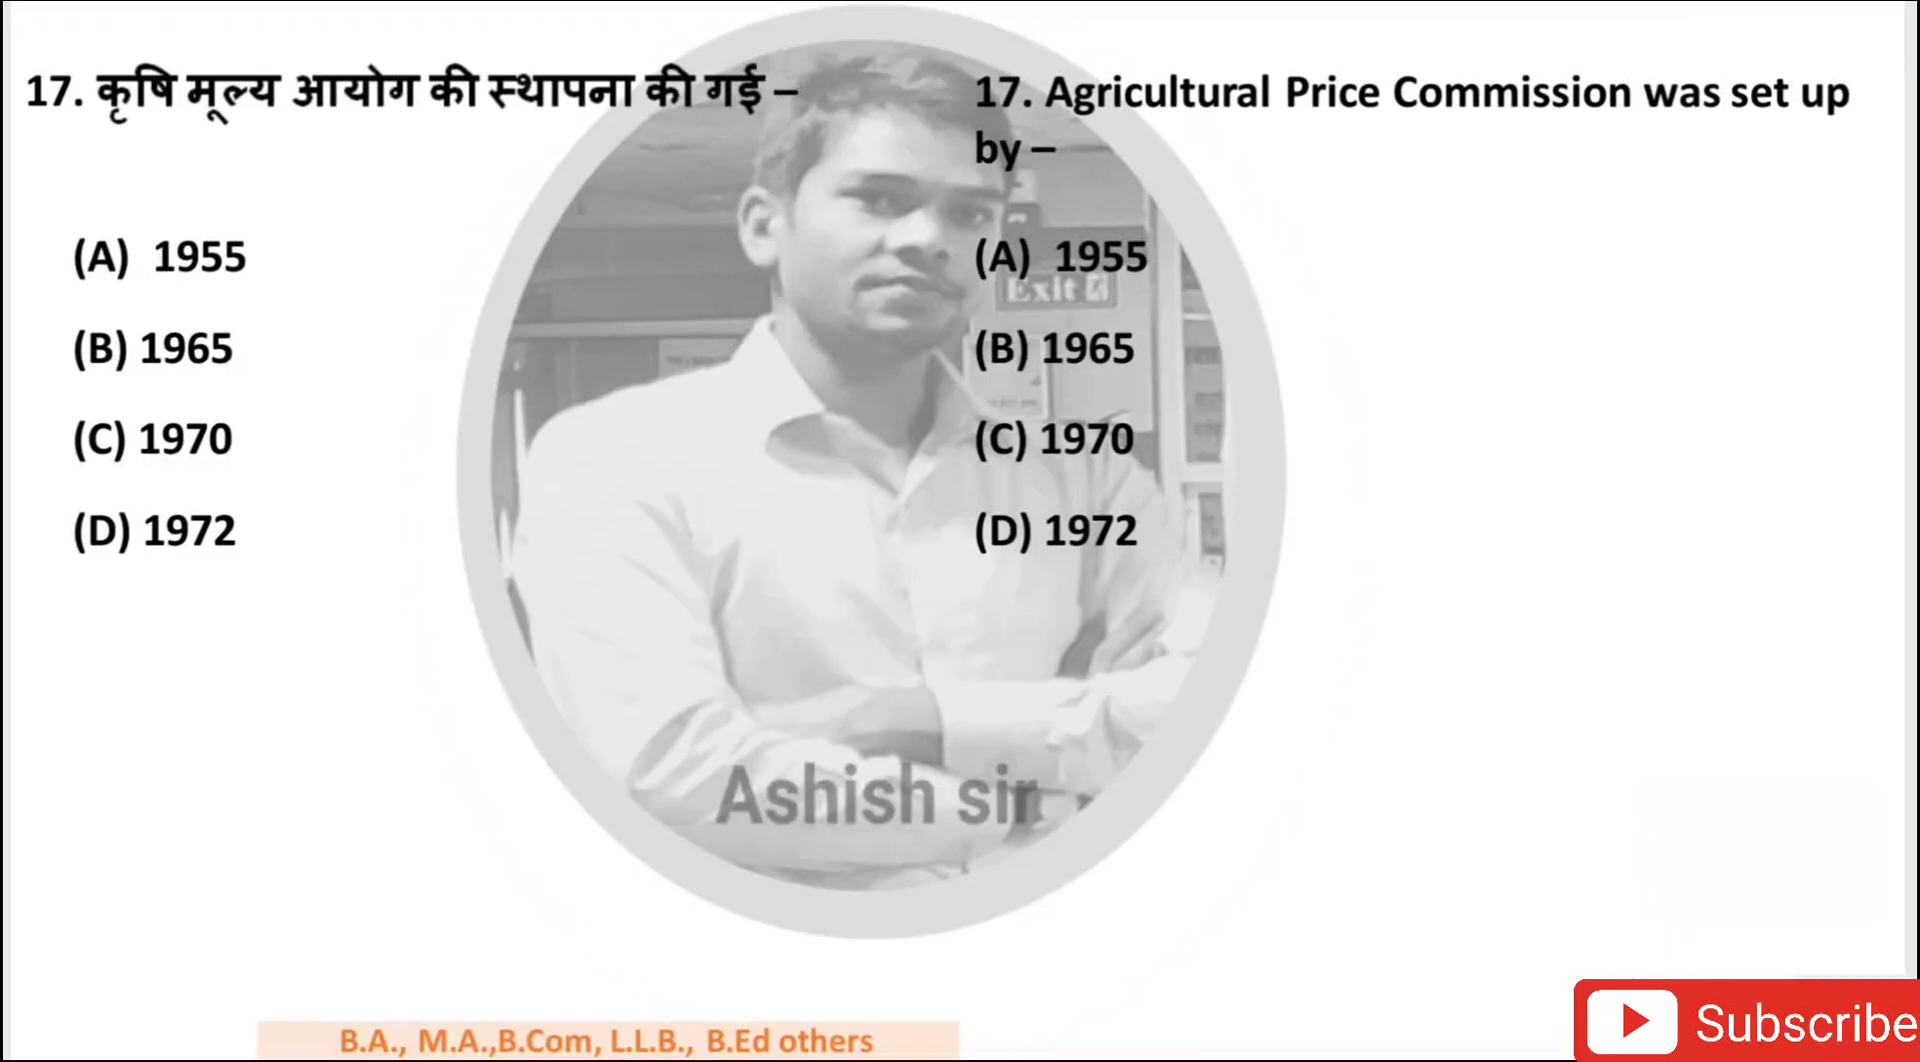 17. कृषि मूल्य आयोग की स्थापना की गई –
(A) 1955
(B) 1965
(C) 1970
(D) 1972
17. Agricultural Price Commission was set up
by –
(A) 1955
(B) 1965
(C) 1970
(D) 1972
Exit
Ashish sir
B.A., M.A.,B.Com, L.L.B., B.Ed others
Subscribe